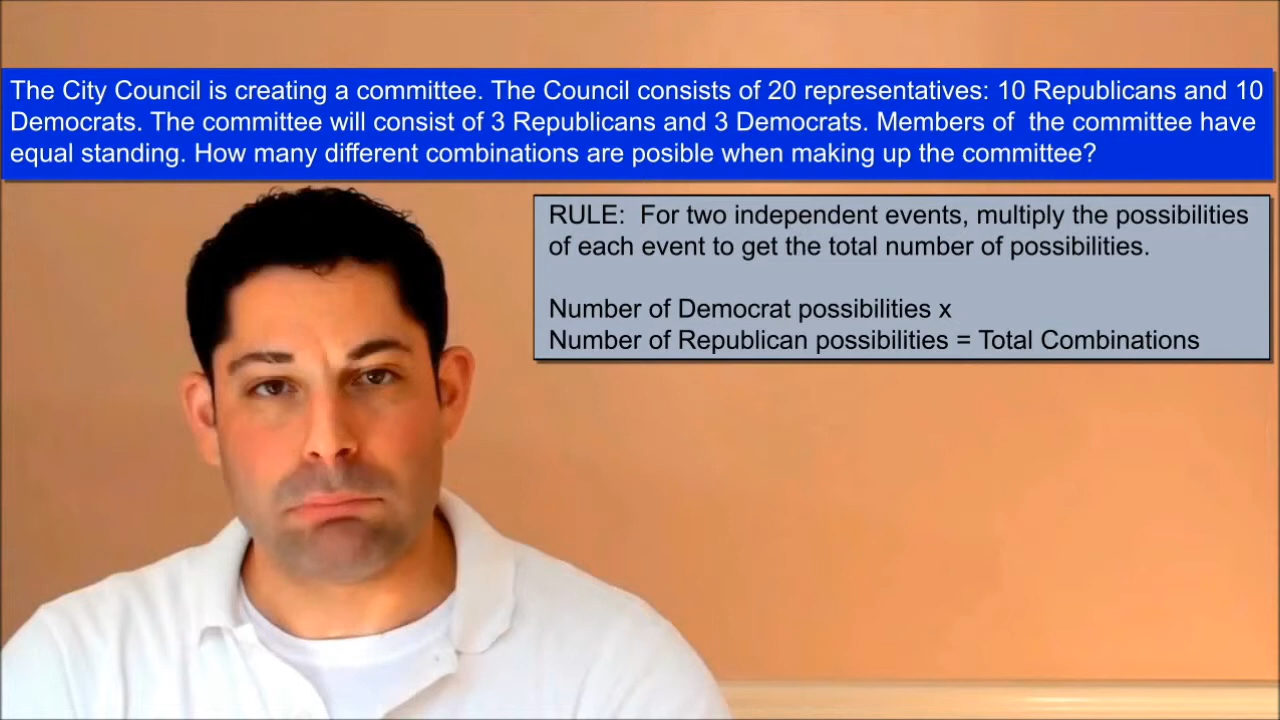 The City Council is creating a committee. The Council consists of 20 representatives: 10 Republicans and 10
Democrats. The committee will consist of 3 Republicans and 3 Democrats. Members of  the committee have
equal standing. How many different combinations are posible when making up the committee?
RULE:  For two independent events, multiply the possibilities
of each event to get the total number of possibilities.
Number of Democrat possibilities x
Number of Republican possibilities = Total Combinations